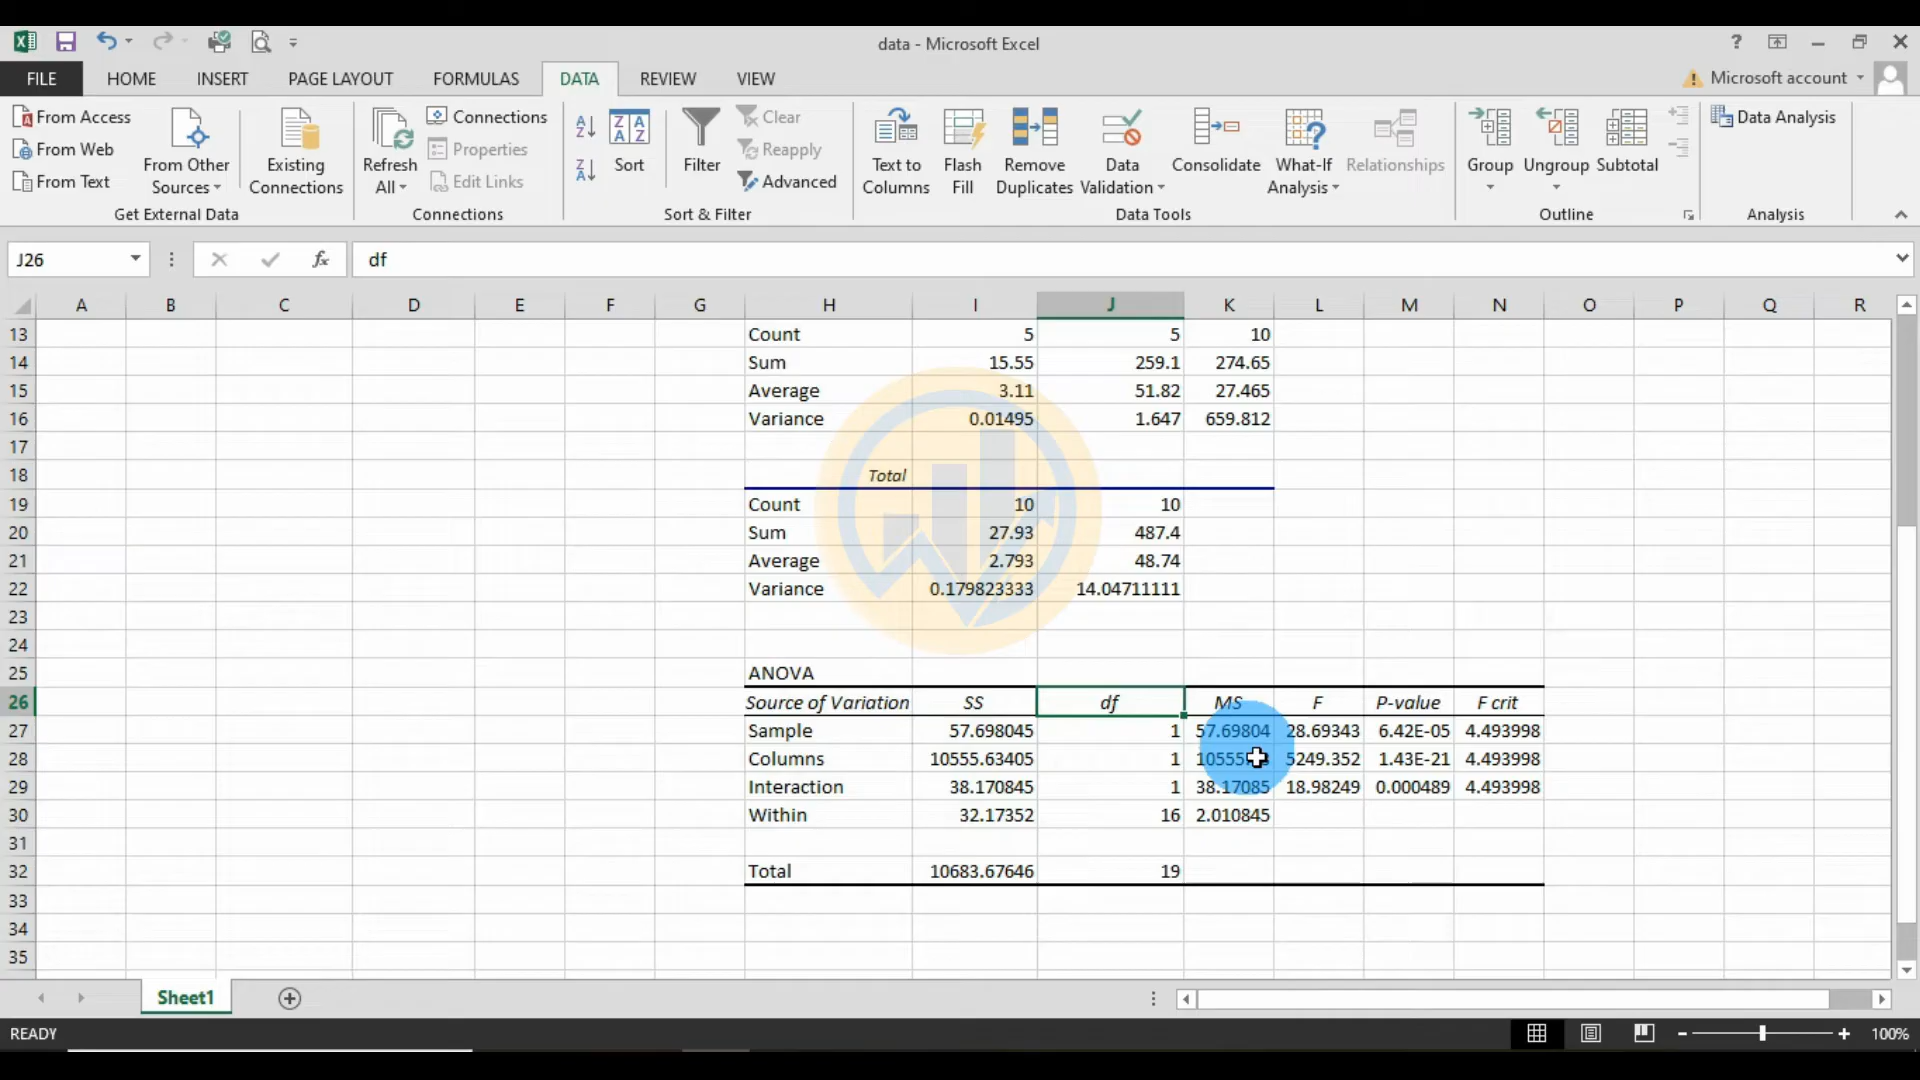 data - Microsoft Excel
FILE HOME INSERT PAGE LAYOUT FORMULAS DATA REVIEW VIEW Microsoft account
From Access
From Web
From Text
From Other Sources
Existing Connections
Get External Data
Refresh All
Connections
Properties
Edit Links
Connections
Sort
Filter
Clear
Reapply
Advanced
Sort & Filter
Text to Columns
Flash Fill
Remove Duplicates
Data Validation
Consolidate
What-If Analysis
Relationships
Data Tools
Group
Ungroup
Subtotal
Outline
Data Analysis
Analysis
J26 fx df
A B C D E F G H I J K L M N O P Q R
13 Count 5 5 10
14 Sum 15.55 259.1 274.65
15 Average 3.11 51.82 27.465
16 Variance 0.01495 1.647 659.812
17
18 Total
19 Count 10 10
20 Sum 27.93 487.4
21 Average 2.793 48.74
22 Variance 0.179823333 14.04711111
23
24
25 ANOVA
26 Source of Variation SS df MS F P-value F crit
27 Sample 57.698045 1 57.69804 28.69343 6.42E-05 4.493998
28 Columns 10555.63405 1 5249.352 1.43E-21 4.493998
29 Interaction 38.170845 1 38.17085 18.98249 0.000489 4.493998
30 Within 32.17352 16 2.010845
31
32 Total 10683.67646 19
33
34
35
Sheet1
READY 100%